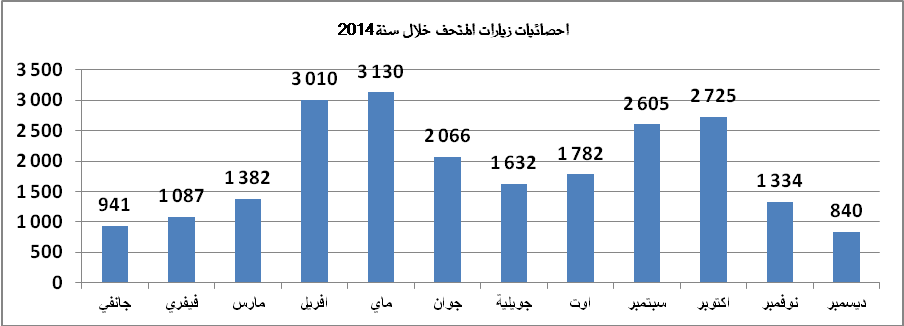 احصائيات زيارات المتحف خلال سنة2014
3 500
3 000
2 500
2 000
1 500
1 000
500
0
941
1 087
1 382
3 010
3 130
2 066
1 632
1 782
2 605
2 725
1 334
840
جانفي
فيفري
مارس
افريل
ماي
جوان
جويلية
اوت
سبتمبر
اكتوبر
نوفمبر
ديسمبر